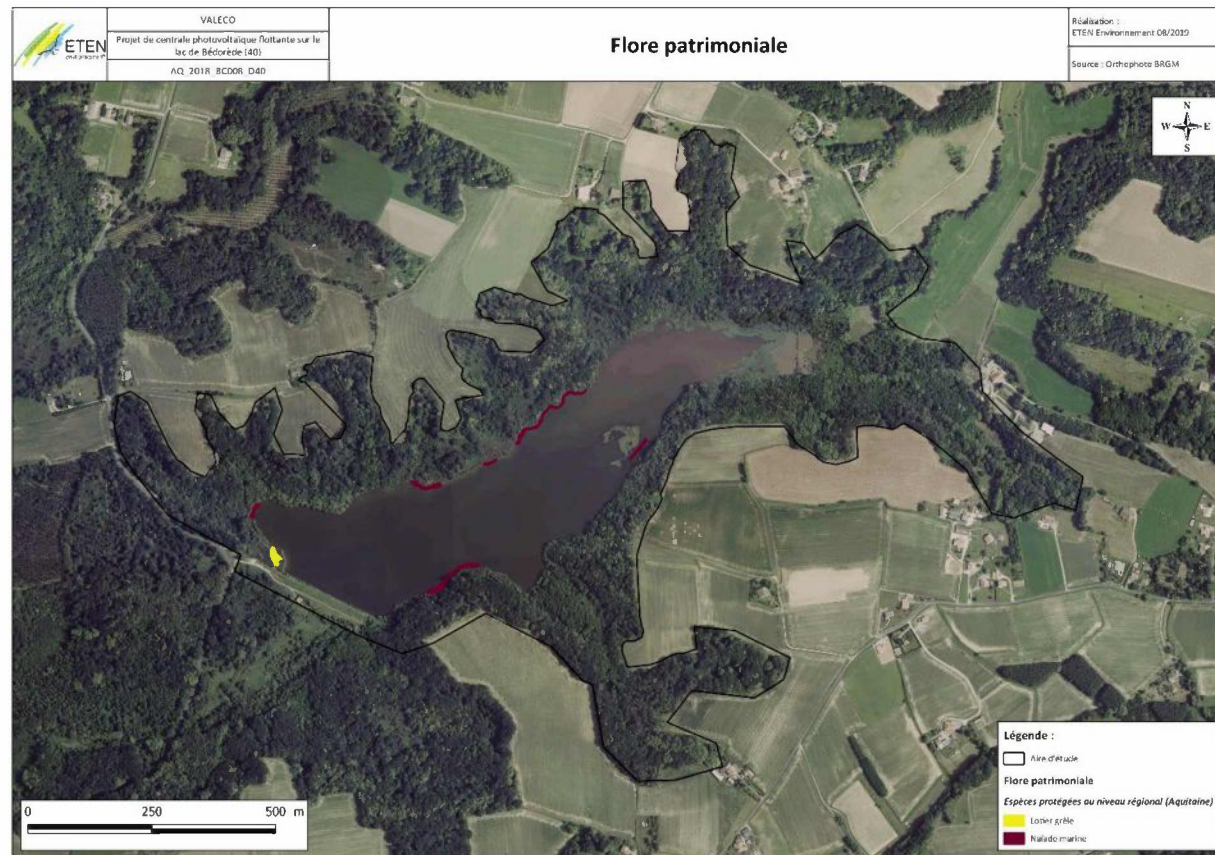 ETEN
environnement
VALECO
Projet de centrale photovoltaïque flottante sur le
lac de Bédorède (40)
AQ_2018_BC008_D40
Flore patrimoniale
Réalisation :
ETEN Environnement 08/2019
Source : Orthophoto BRGM
N
W E
S
Légende :
Aire d'étude
Flore patrimoniale
Espèces protégées au niveau régional (Aquitaine)
Lotier grêle
Naïade marine
0 250 500 m